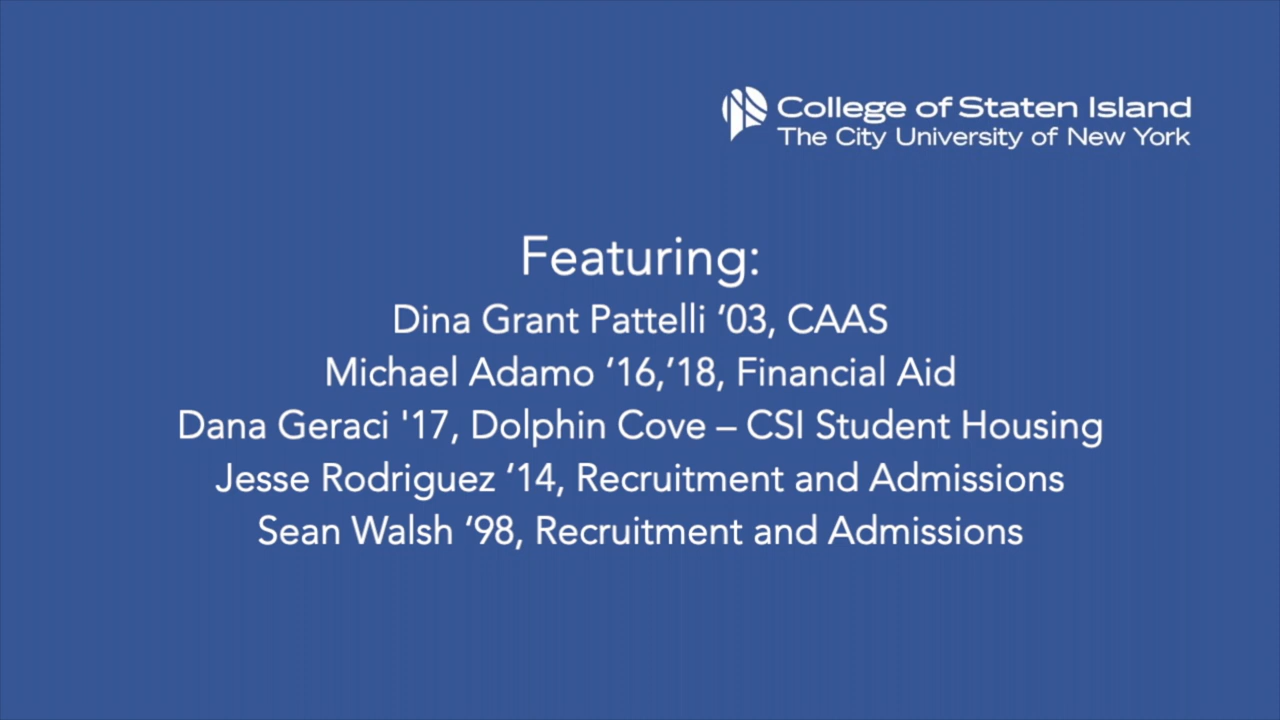 College of Staten Island
The City University of New York
Featuring:
Dina Grant Pattelli ‘03, CAAS
Michael Adamo ‘16,’18, Financial Aid
Dana Geraci '17, Dolphin Cove – CSI Student Housing
Jesse Rodriguez ‘14, Recruitment and Admissions
Sean Walsh ‘98, Recruitment and Admissions